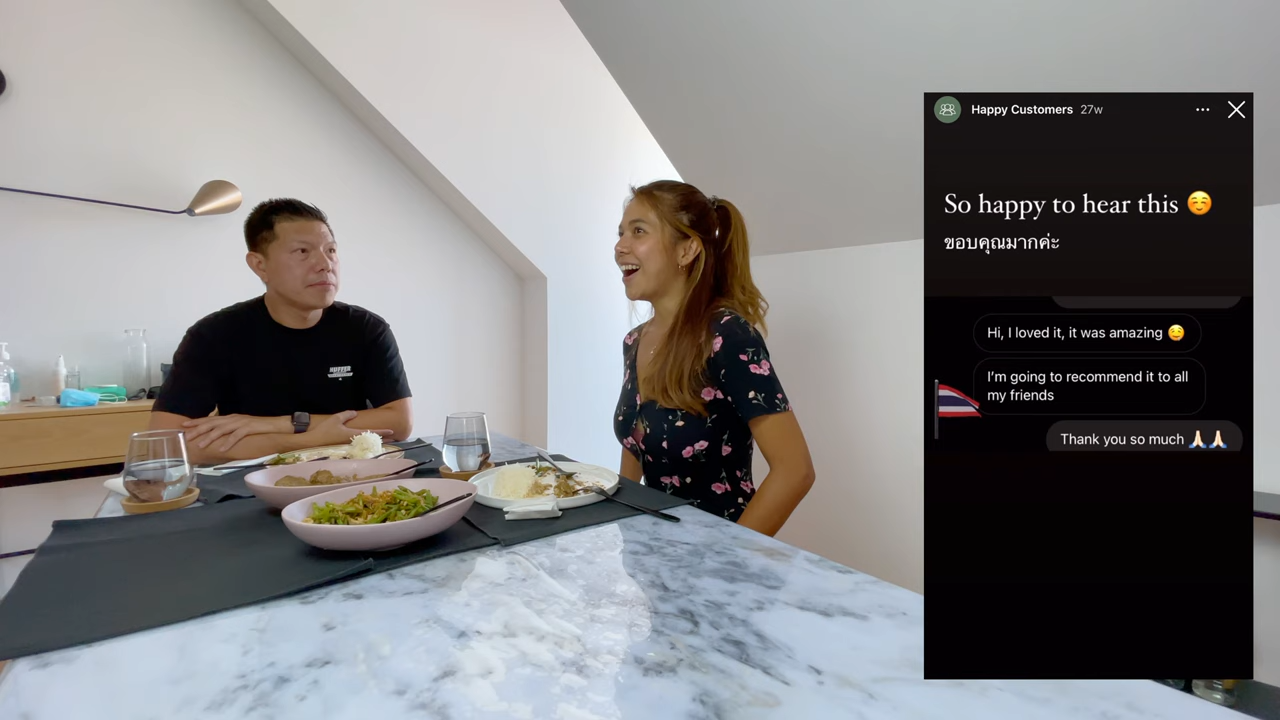 Happy Customers 27w
So happy to hear this ☺️
ขอบคุณมากค่ะ
Hi, I loved it, it was amazing ☺️
I'm going to recommend it to all
my friends
Thank you so much 🙏🏻🙏🏻